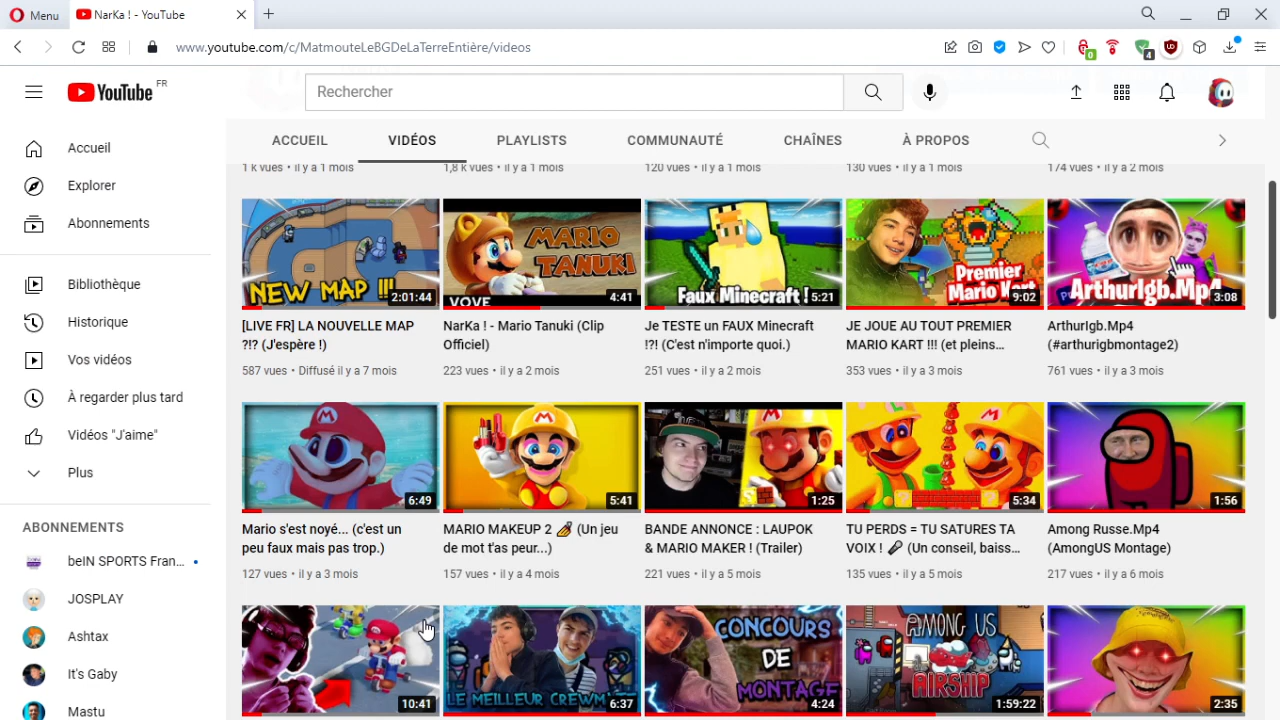 Menu
NarKa ! - YouTube
www.youtube.com/c/MatmouteLeBGDeLaTerreEntière/videos
0
4
YouTube FR
Rechercher
ACCUEIL
VIDÉOS
PLAYLISTS
COMMUNAUTÉ
CHAÎNES
À PROPOS
Accueil
Explorer
Abonnements
Bibliothèque
Historique
Vos vidéos
À regarder plus tard
Vidéos "J'aime"
Plus
ABONNEMENTS
beIN SPORTS Fran...
JOSPLAY
Ashtax
It's Gaby
Mastu
1 k vues • il y a 1 mois
1,8 k vues • il y a 1 mois
120 vues • il y a 1 mois
130 vues • il y a 1 mois
174 vues • il y a 2 mois
NEW MAP !!!
2:01:44
[LIVE FR] LA NOUVELLE MAP
?!? (J'espère !)
587 vues • Diffusé il y a 7 mois
MARIO
TANUKI
VOVE
4:41
NarKa ! - Mario Tanuki (Clip
Officiel)
223 vues • il y a 2 mois
Faux Minecraft !
5:21
Je TESTE un FAUX Minecraft
!?! (C'est n'importe quoi.)
251 vues • il y a 2 mois
Premier
Mario Kart
9:02
JE JOUE AU TOUT PREMIER
MARIO KART !!! (et pleins...
353 vues • il y a 3 mois
ArthurIgb.Mp4
3:08
ArthurIgb.Mp4
(#arthurigbmontage2)
761 vues • il y a 3 mois
6:49
Mario s'est noyé... (c'est un
peu faux mais pas trop.)
127 vues • il y a 3 mois
5:41
MARIO MAKEUP 2 💅 (Un jeu
de mot t'as peur...)
157 vues • il y a 4 mois
1:25
BANDE ANNONCE : LAUPOK
& MARIO MAKER ! (Trailer)
221 vues • il y a 5 mois
5:34
TU PERDS = TU SATURES TA
VOIX ! 🎤 (Un conseil, baiss...
135 vues • il y a 5 mois
1:56
Among Russe.Mp4
(AmongUS Montage)
217 vues • il y a 6 mois
10:41
LE MEILLEUR CREWMATE
6:37
CONCOURS
DE
MONTAGE
4:24
AMONG US
AIRSHIP
1:59:22
2:35